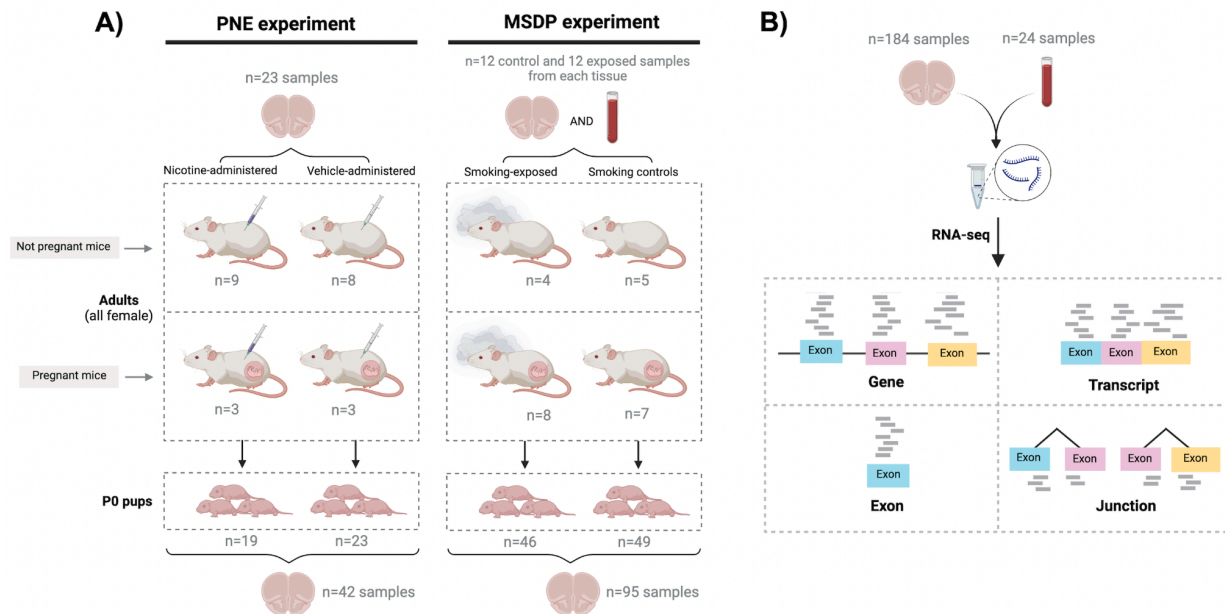 A)
PNE experiment
MSDP experiment
n=23 samples
n=12 control and 12 exposed samples
from each tissue
AND
Nicotine-administered
Vehicle-administered
Smoking-exposed
Smoking controls
Not pregnant mice
n=9
n=8
n=4
n=5
Adults
(all female)
Pregnant mice
n=3
n=3
n=8
n=7
P0 pups
n=19
n=23
n=46
n=49
n=42 samples
n=95 samples
B)
n=184 samples
n=24 samples
RNA-seq
Exon
Exon
Exon
Gene
Exon
Exon
Exon
Transcript
Exon
Exon
Exon
Exon
Exon
Exon
Junction